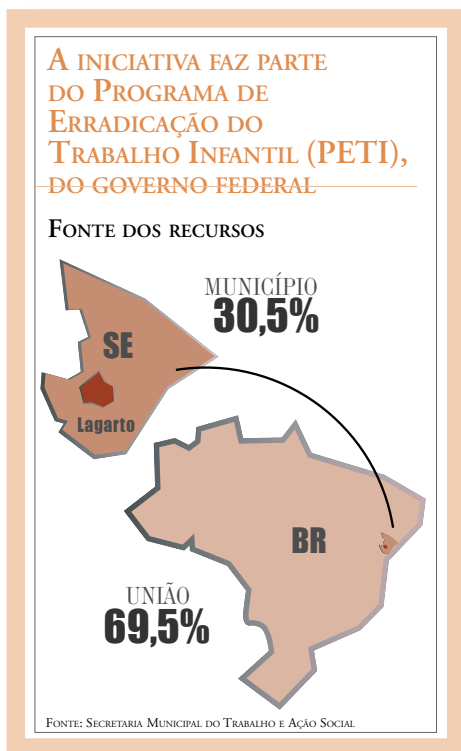 A INICIATIVA FAZ PARTE
DO PROGRAMA DE
ERRADICAÇÃO DO
TRABALHO INFANTIL (PETI),
DO GOVERNO FEDERAL
FONTE DOS RECURSOS
MUNICÍPIO
30,5%
SE
Lagarto
BR
UNIÃO
69,5%
FONTE: SECRETARIA MUNICIPAL DO TRABALHO E AÇÃO SOCIAL